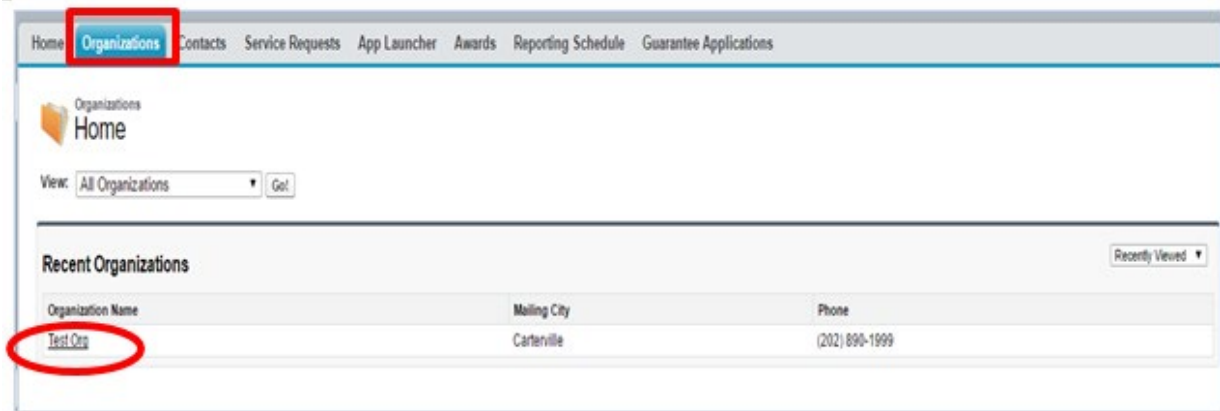 Home Organizations Contacts Service Requests App Launcher Awards Reporting Schedule Guarantee Applications
Organizations
Home
View: All Organizations Go!
Recent Organizations Recently Viewed
Organization Name Mailing City Phone
Test Org Carterville (202) 890-1999